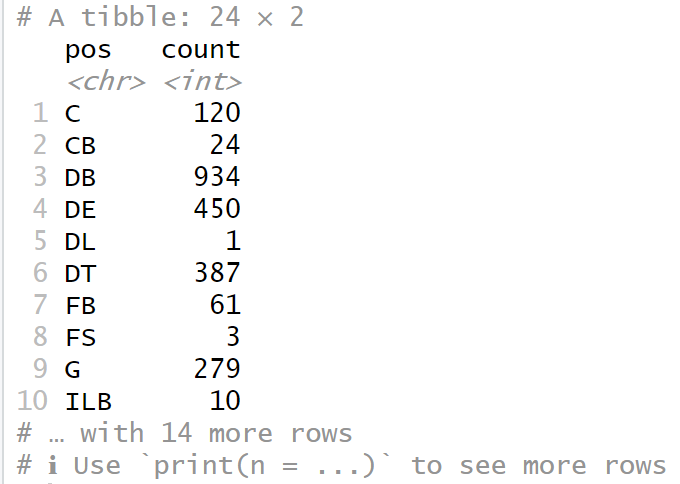 # A tibble: 24 × 2
pos count
<chr> <int>
1 C 120
2 CB 24
3 DB 934
4 DE 450
5 DL 1
6 DT 387
7 FB 61
8 FS 3
9 G 279
10 ILB 10
# … with 14 more rows
# ℹ Use `print(n = ...)` to see more rows